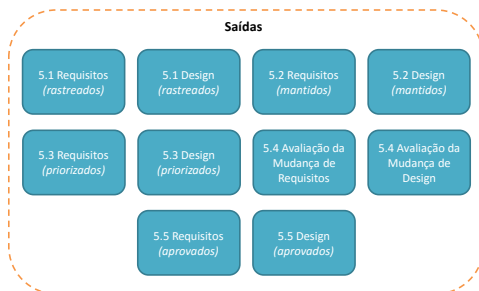 Saídas
5.1 Requisitos
(rastreados)
5.1 Design
(rastreados)
5.2 Requisitos
(mantidos)
5.2 Design
(mantidos)
5.3 Requisitos
(priorizados)
5.3 Design
(priorizados)
5.4 Avaliação da
Mudança de
Requisitos
5.4 Avaliação da
Mudança de
Design
5.5 Requisitos
(aprovados)
5.5 Design
(aprovados)